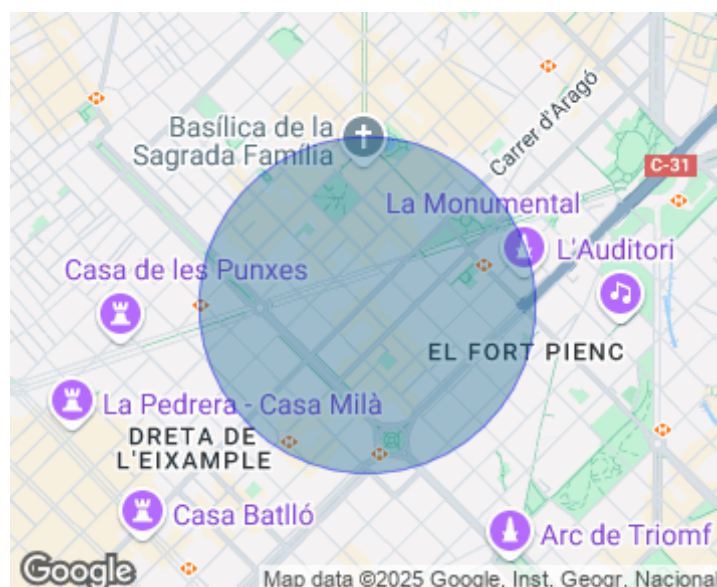 Basílica de la
Sagrada Família
Carrer d'Aragó
C-31
La Monumental
L'Auditori
Casa de les Punxes
EL FORT PIENC
La Pedrera - Casa Milà
DRETA DE
L'EIXAMPLE
Casa Batlló
Arc de Triomf
Google
Map data ©2025 Google, Inst. Geogr. Nacional